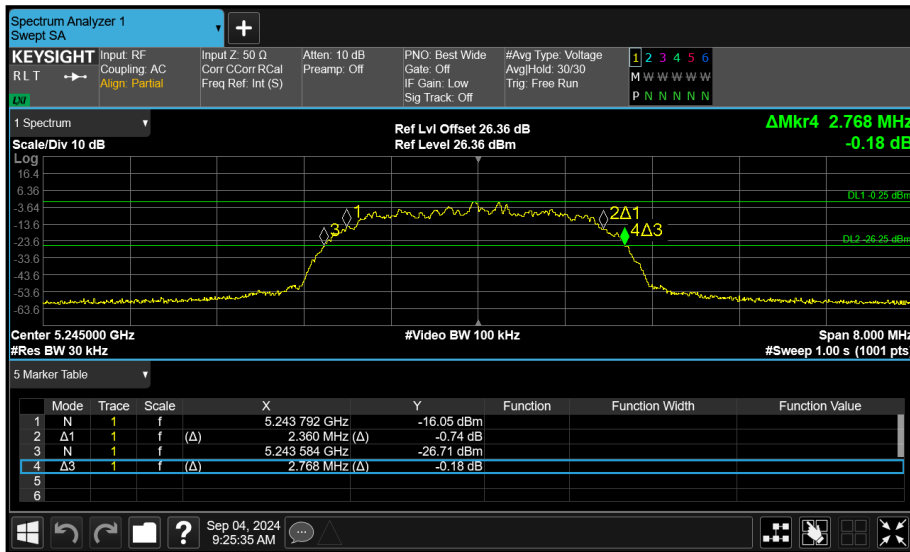 Spectrum Analyzer 1
Swept SA
KEYSIGHT
R L T
LXI
Input: RF
Coupling: AC
Align: Partial
Input Z: 50 Ω
Corr CCorr RCal
Freq Ref: Int (S)
Atten: 10 dB
Preamp: Off
PNO: Best Wide
Gate: Off
IF Gain: Low
Sig Track: Off
#Avg Type: Voltage
Avg|Hold: 30/30
Trig: Free Run
1 2 3 4 5 6
M W W W W W
P N N N N N
1 Spectrum
Scale/Div 10 dB
Ref Lvl Offset 26.36 dB
Ref Level 26.36 dBm
ΔMkr4 2.768 MHz
-0.18 dB
Log
16.4
6.36
-3.64
-13.6
-23.6
-33.6
-43.6
-53.6
-63.6
DL1 -0.25 dBm
DL2 -26.25 dBm
1
3
2Δ1
4Δ3
Center 5.245000 GHz
#Video BW 100 kHz
Span 8.000 MHz
#Res BW 30 kHz
#Sweep 1.00 s (1001 pts)
5 Marker Table
Mode Trace Scale X Y Function Function Width Function Value
1 N 1 f 5.243 792 GHz -16.05 dBm
2 Δ1 1 f (Δ) 2.360 MHz (Δ) -0.74 dB
3 N 1 f 5.243 584 GHz -26.71 dBm
4 Δ3 1 f (Δ) 2.768 MHz (Δ) -0.18 dB
5
6
?
Sep 04, 2024
9:25:35 AM